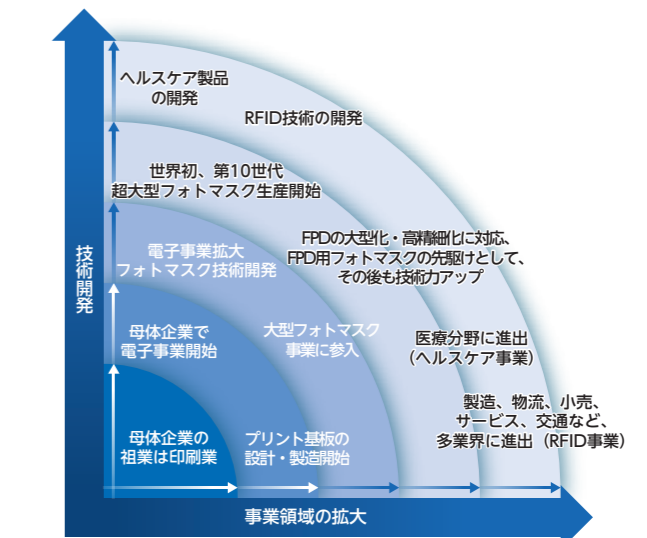 ヘルスケア製品
の開発
RFID技術の開発
世界初、第10世代
超大型フォトマスク生産開始
電子事業拡大
フォトマスク技術開発
FPDの大型化・高精細化に対応、
FPD用フォトマスクの先駆けとして、
その後も技術力アップ
技術開発
母体企業で
電子事業開始
大型フォトマスク
事業に参入
医療分野に進出
（ヘルスケア事業）
母体企業の
祖業は印刷業
プリント基板の
設計・製造開始
製造、物流、小売、
サービス、交通など、
多業界に進出（RFID事業）
事業領域の拡大